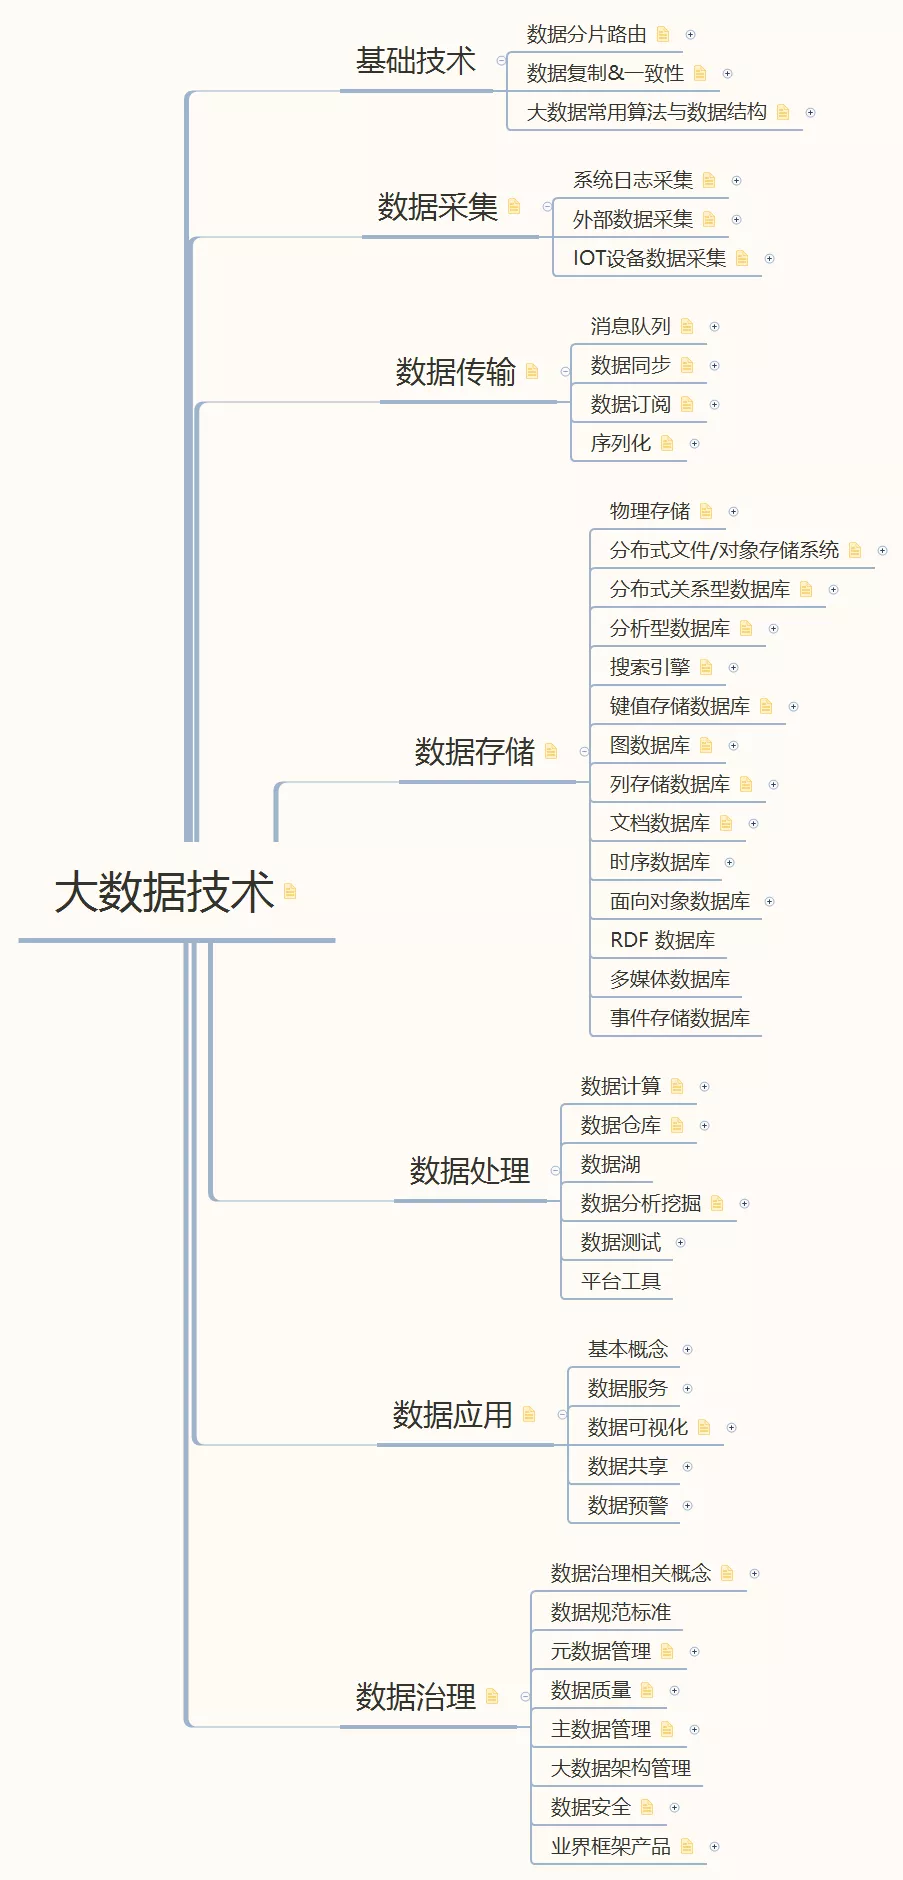 大数据技术
基础技术
数据分片路由
数据复制&一致性
大数据常用算法与数据结构
数据采集
系统日志采集
外部数据采集
IOT设备数据采集
数据传输
消息队列
数据同步
数据订阅
序列化
数据存储
物理存储
分布式文件/对象存储系统
分布式关系型数据库
分析型数据库
搜索引擎
键值存储数据库
图数据库
列存储数据库
文档数据库
时序数据库
面向对象数据库
RDF 数据库
多媒体数据库
事件存储数据库
数据处理
数据计算
数据仓库
数据湖
数据分析挖掘
数据测试
平台工具
数据应用
基本概念
数据服务
数据可视化
数据共享
数据预警
数据治理
数据治理相关概念
数据规范标准
元数据管理
数据质量
主数据管理
大数据架构管理
数据安全
业界框架产品